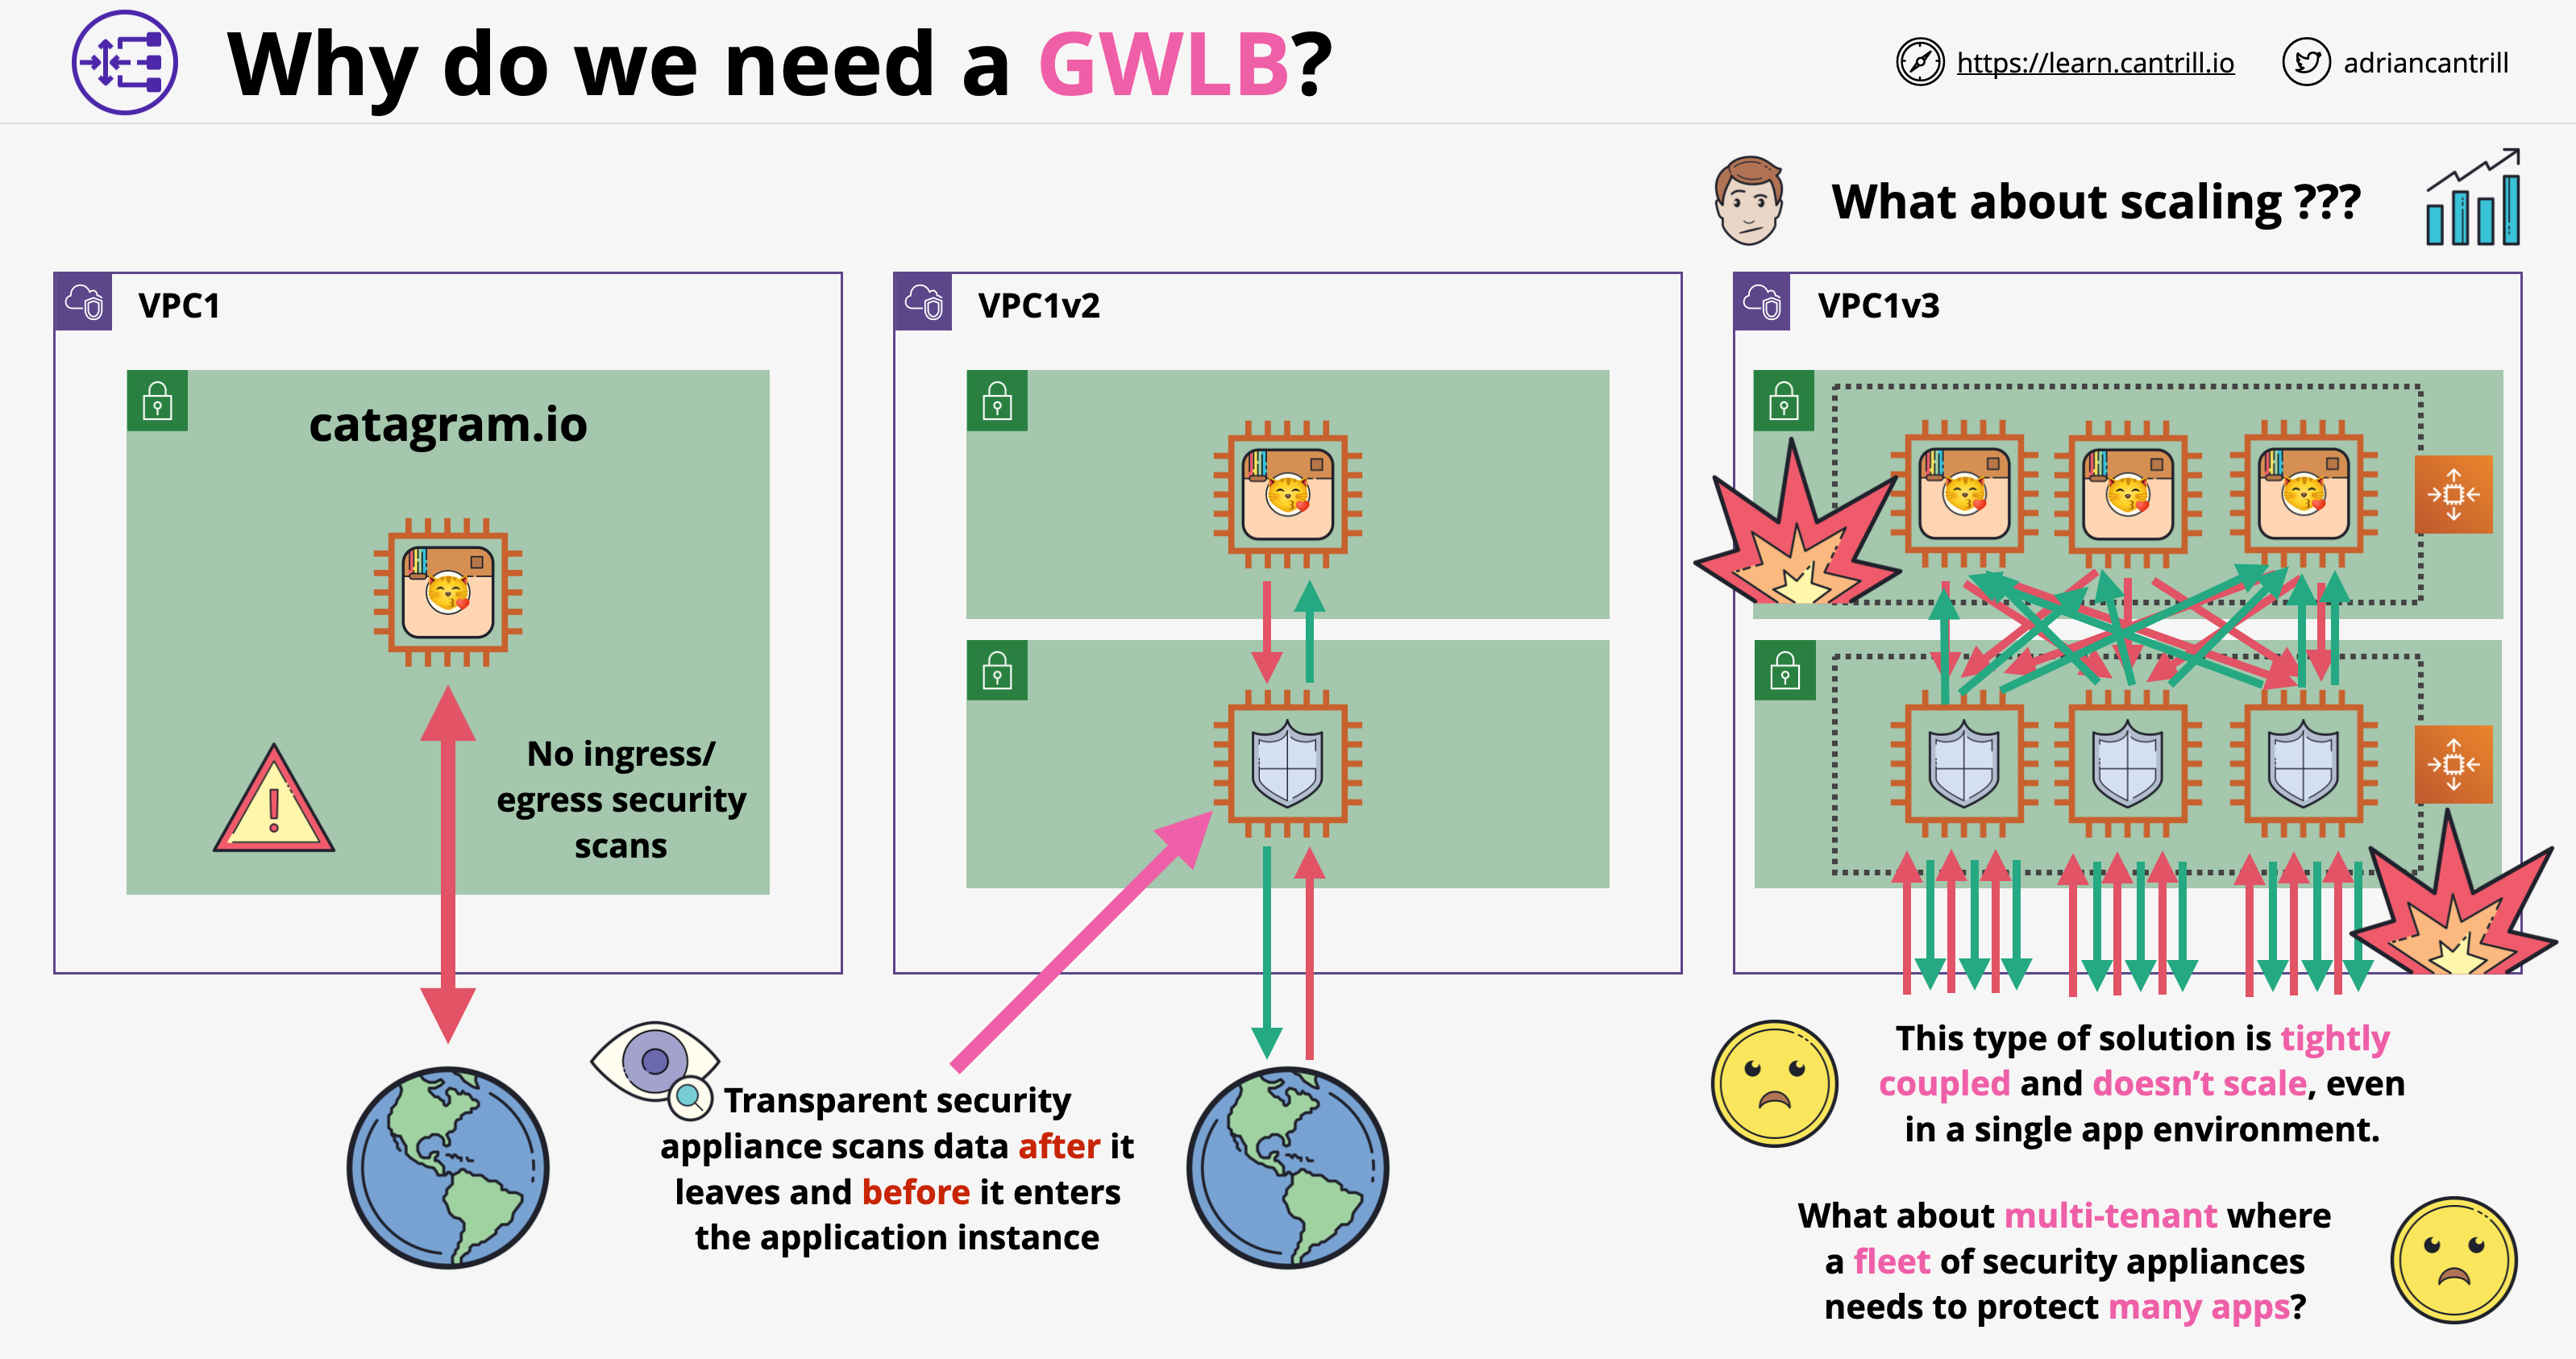 Why do we need a GWLB?
https://learn.cantrill.io
adriancantrill
What about scaling ???
VPC1
catagram.io
No ingress/
egress security
scans
VPC1v2
Transparent security
appliance scans data after it
leaves and before it enters
the application instance
VPC1v3
This type of solution is tightly
coupled and doesn’t scale, even
in a single app environment.
What about multi-tenant where
a fleet of security appliances
needs to protect many apps?